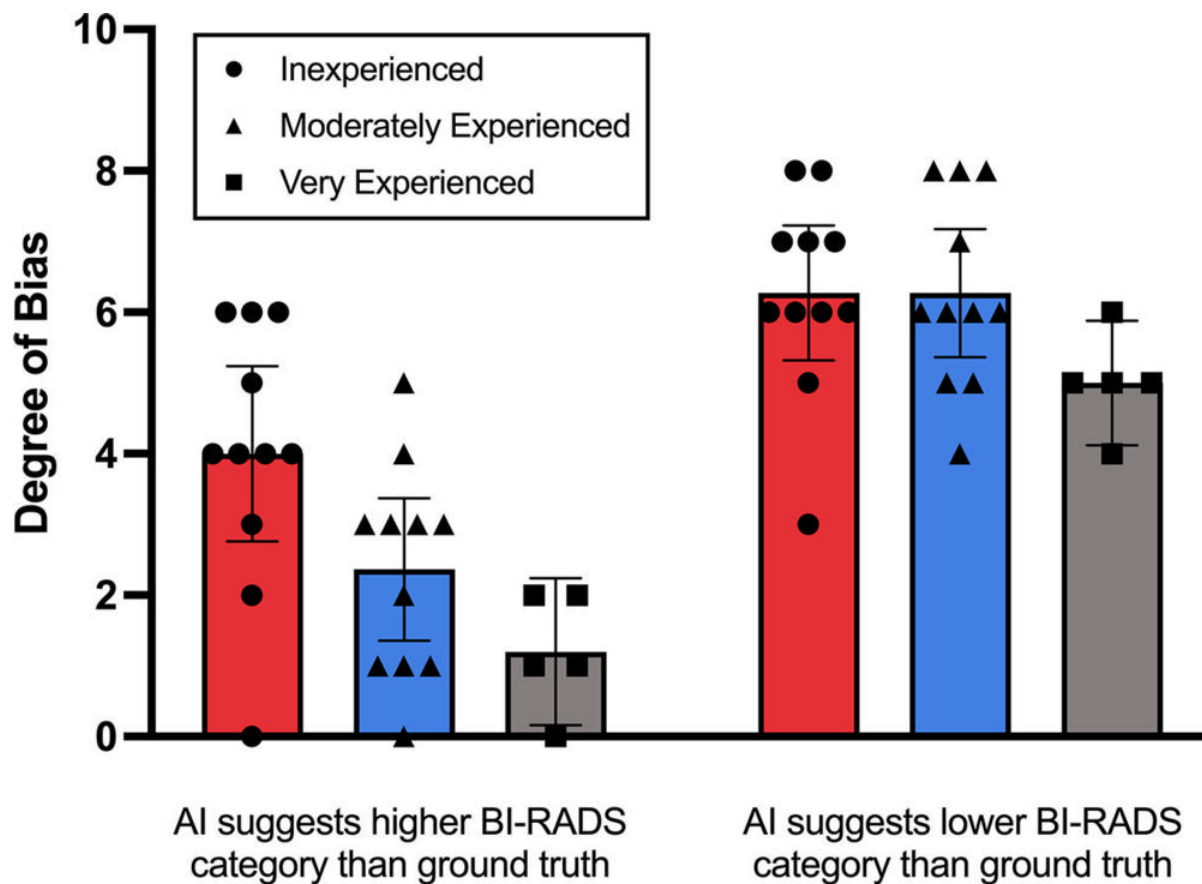 10
Inexperienced
Moderately Experienced
Very Experienced
8
6
4
2
0
Degree of Bias
AI suggests higher BI-RADS
category than ground truth
AI suggests lower BI-RADS
category than ground truth